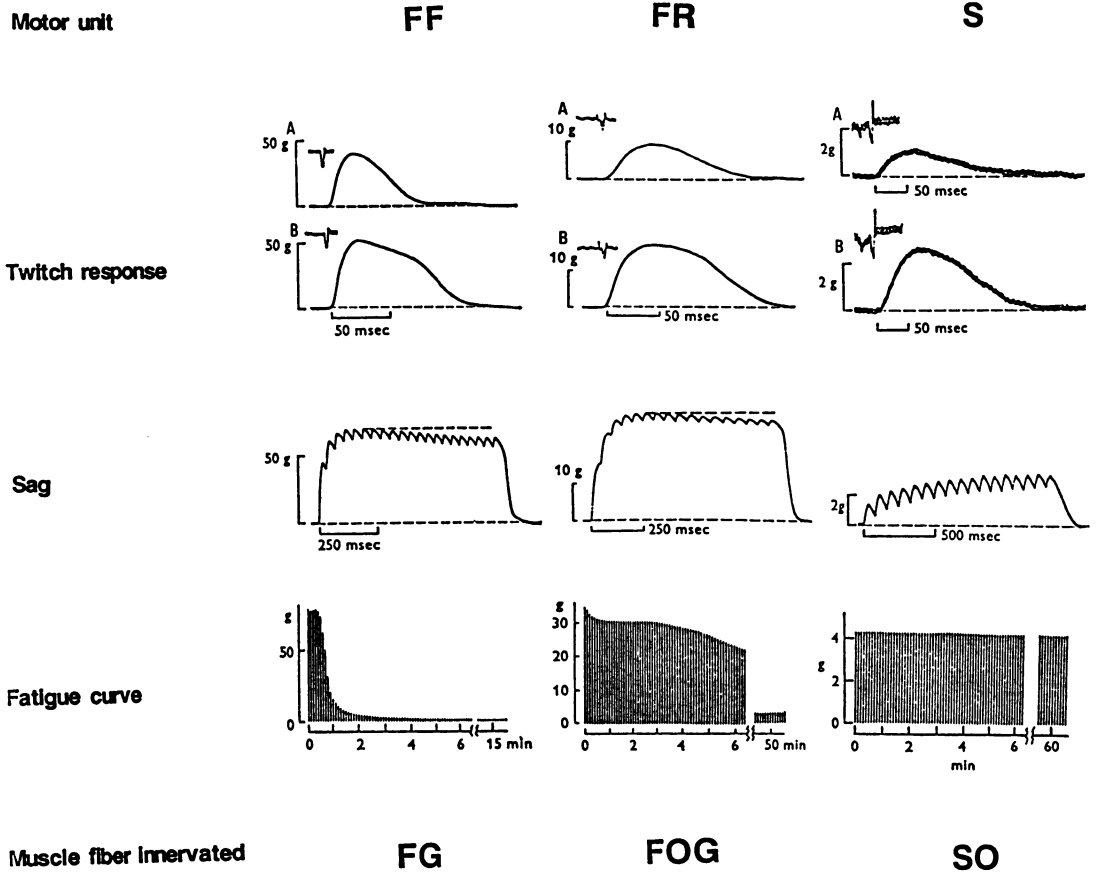 Motor unit FF FR S
A A A
50 g 10 g 2g
50 msec
B B B
50 g 10 g 2 g
Twitch response
50 msec 50 msec 50 msec
Sag
50 g 10 g 2g
250 msec 250 msec 500 msec
Fatigue curve
g g g
50 30 4
20 2
10
0 0 0
0 2 4 6 15 min 0 2 4 6 50 min 0 2 4 6 60
min
Muscle fiber innervated FG FOG SO